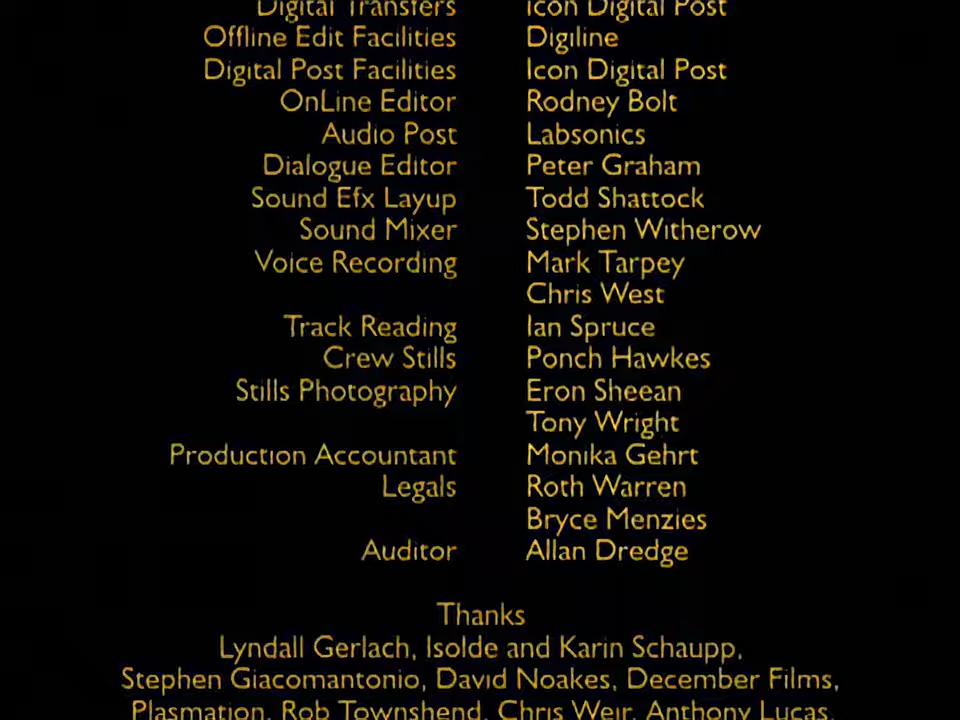 Digital Transfers Icon Digital Post
Offline Edit Facilities Digiline
Digital Post Facilities Icon Digital Post
OnLine Editor Rodney Bolt
Audio Post Labsonics
Dialogue Editor Peter Graham
Sound Efx Layup Todd Shattock
Sound Mixer Stephen Witherow
Voice Recording Mark Tarpey
Chris West
Track Reading Ian Spruce
Crew Stills Ponch Hawkes
Stills Photography Eron Sheean
Tony Wright
Production Accountant Monika Gehrt
Legals Roth Warren
Bryce Menzies
Auditor Allan Dredge
Thanks
Lyndall Gerlach, Isolde and Karin Schaupp,
Stephen Giacomantonio, David Noakes, December Films,
Plasmation, Rob Townshend, Chris Weir, Anthony Lucas,